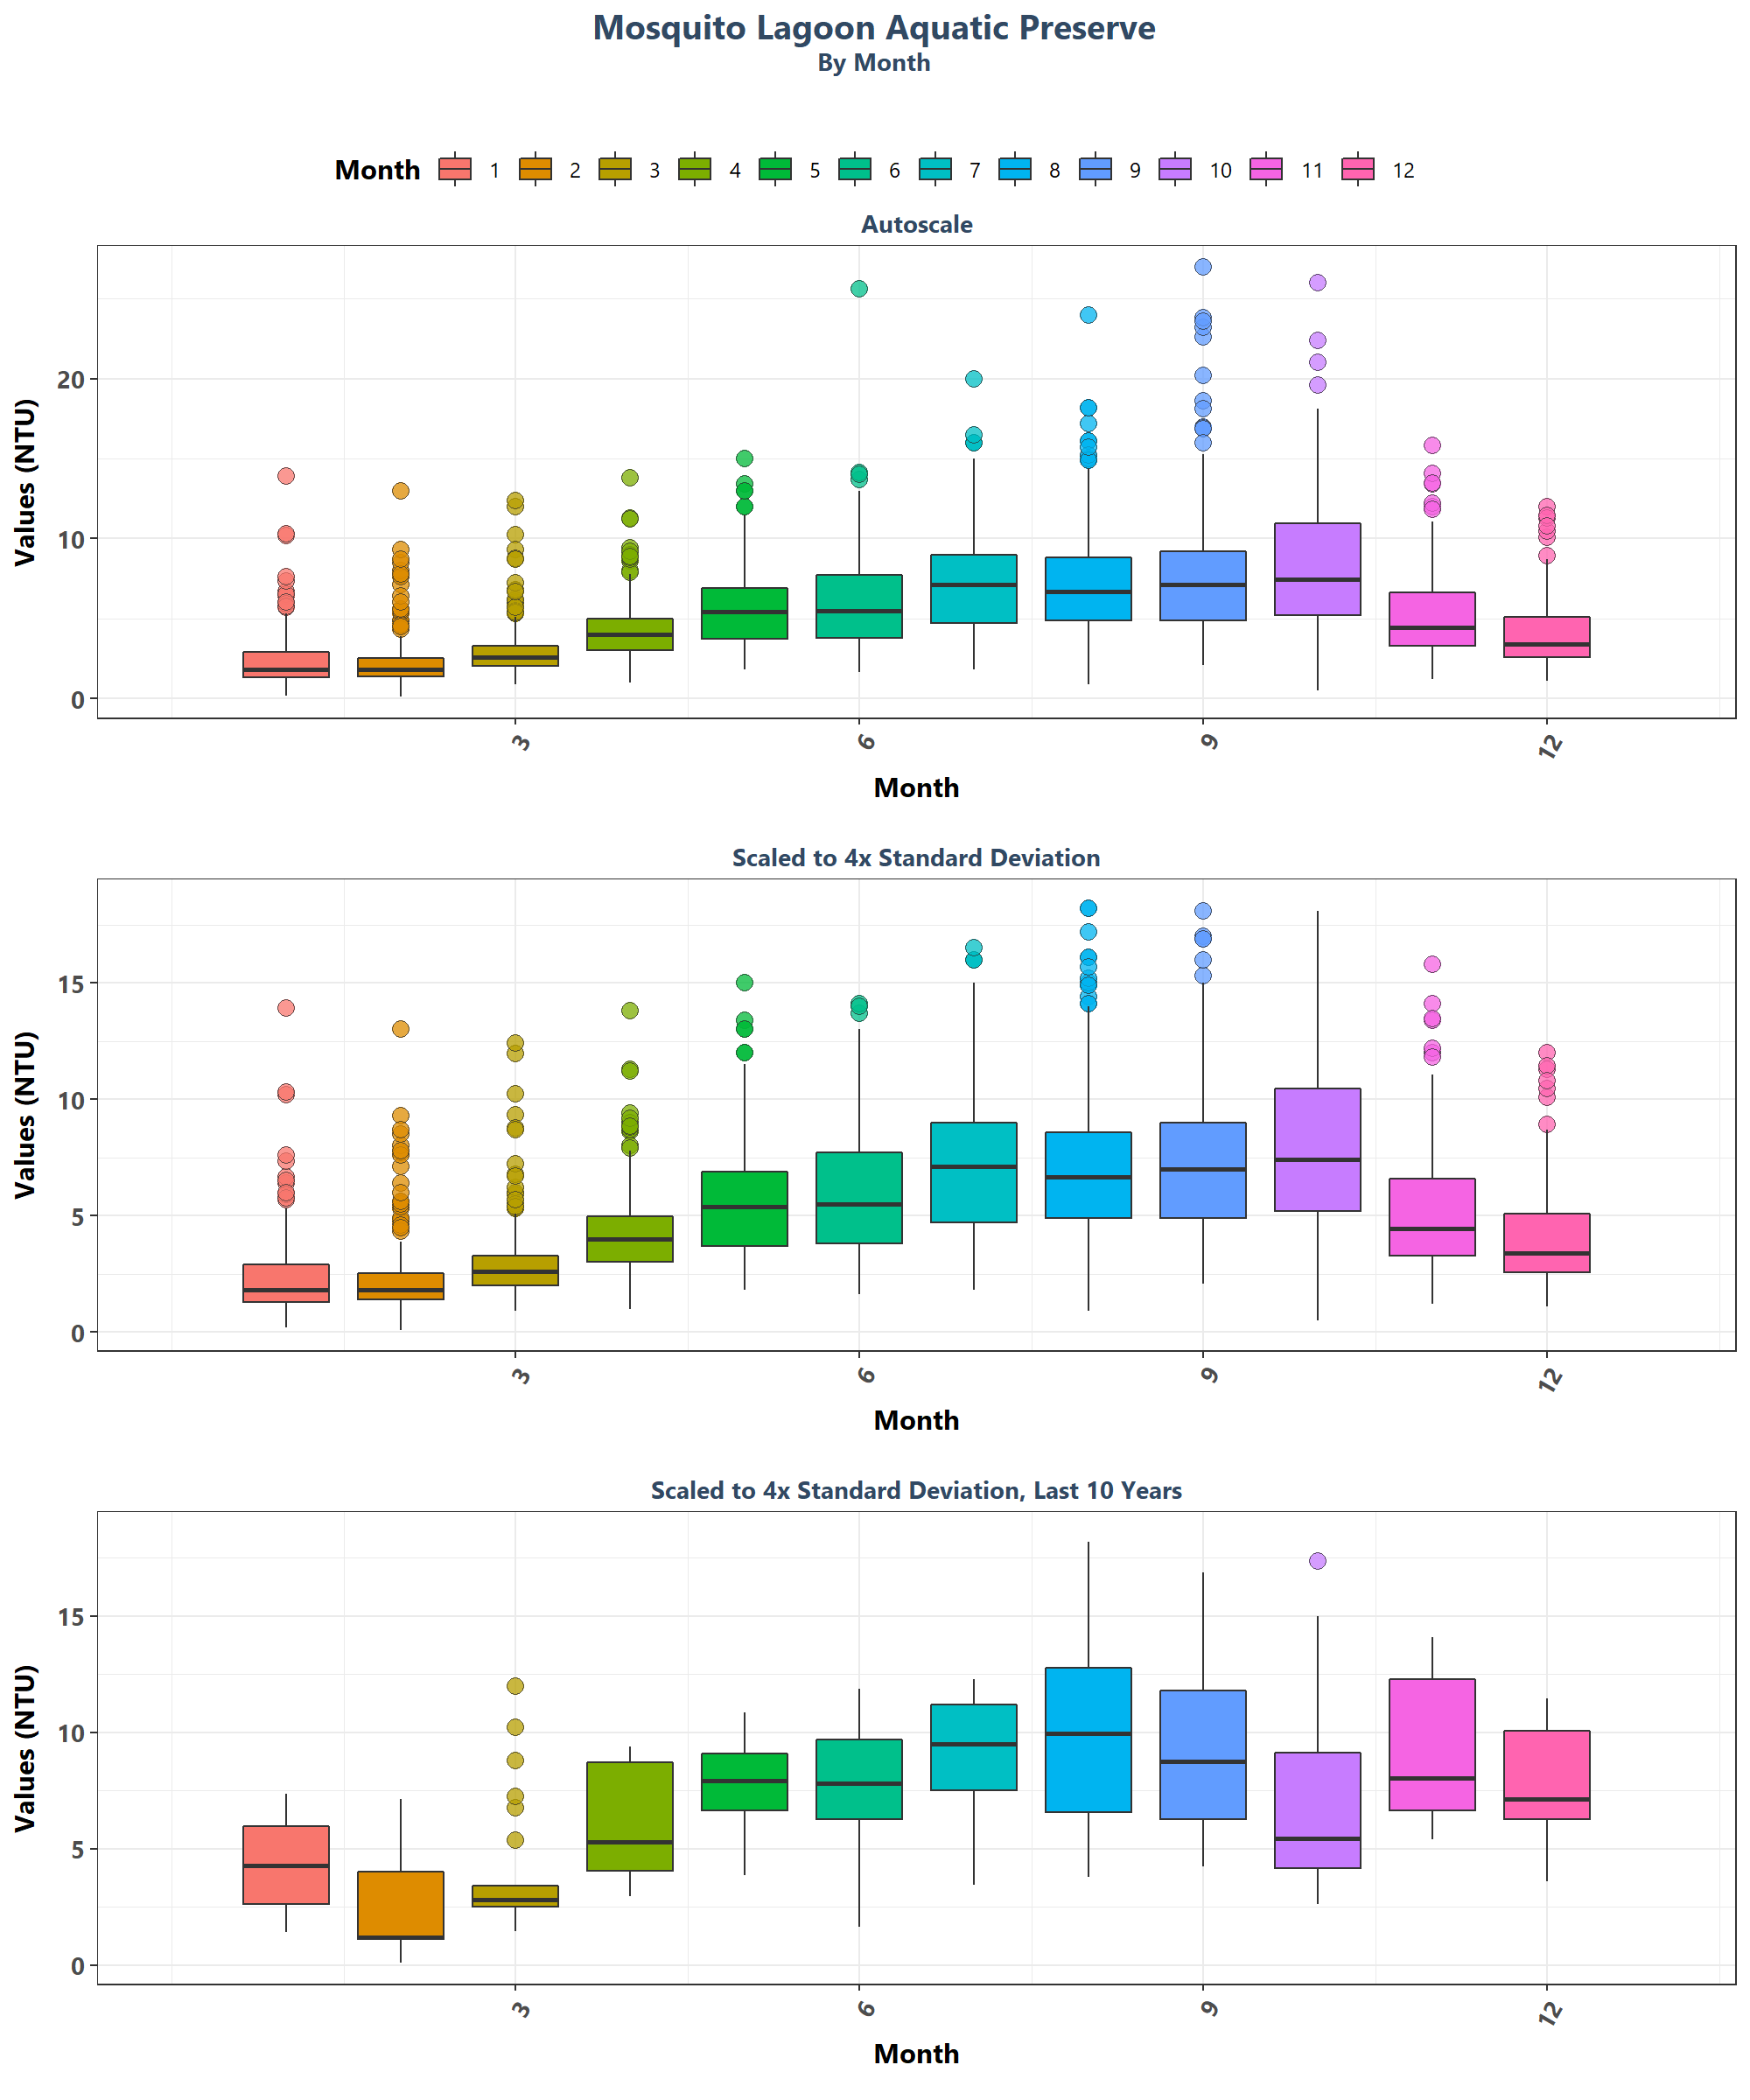 Mosquito Lagoon Aquatic Preserve
By Month
Month 1 2 3 4 5 6 7 8 9 10 11 12
Autoscale
Values (NTU)
20
10
0
3 6 9 12
Month
Scaled to 4x Standard Deviation
Values (NTU)
15
10
5
0
3 6 9 12
Month
Scaled to 4x Standard Deviation, Last 10 Years
Values (NTU)
15
10
5
0
3 6 9 12
Month